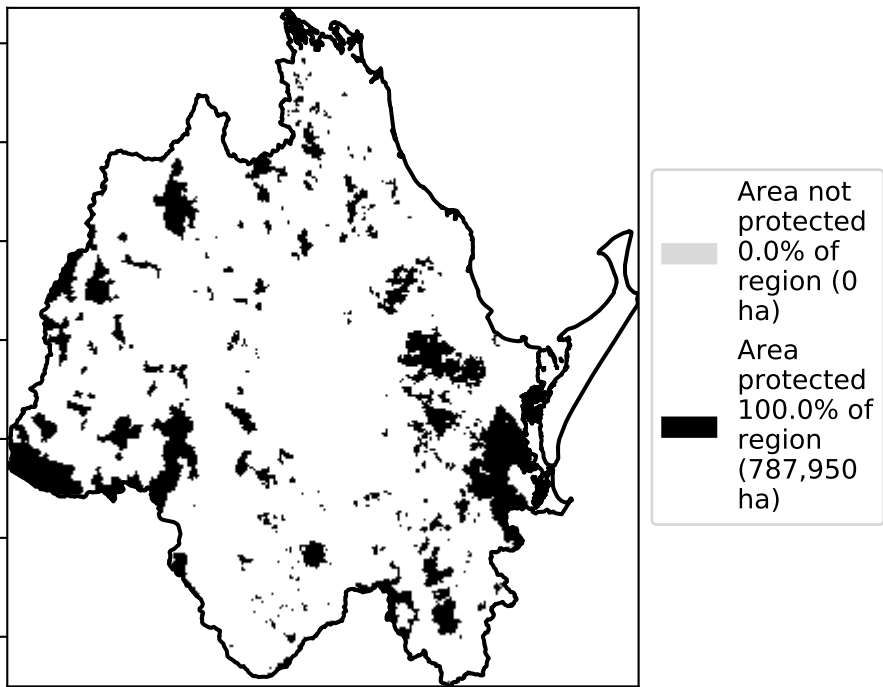 Area not
protected
0.0% of
region (0
ha)
Area
protected
100.0% of
region
(787,950
ha)